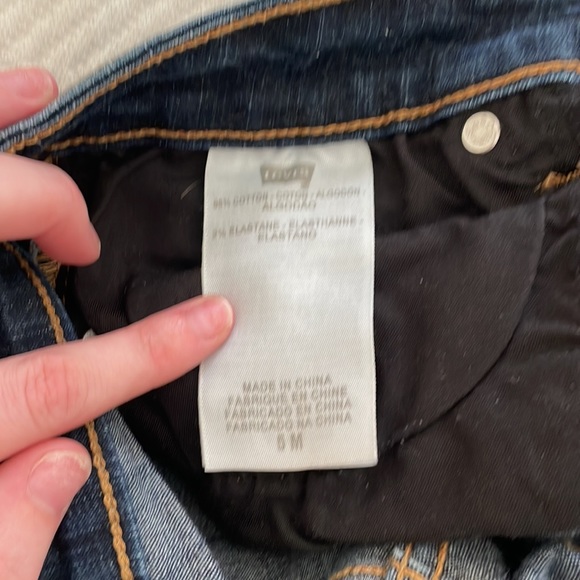 Levi's
98% COTTON - COTON - ALGODON -
ALGODAO
2% ELASTANE - ELASTHANNE -
ELASTANO
MADE IN CHINA
FABRIQUE EN CHINE
FABRICADO EN CHINA
FABRICADO NA CHINA
6 M